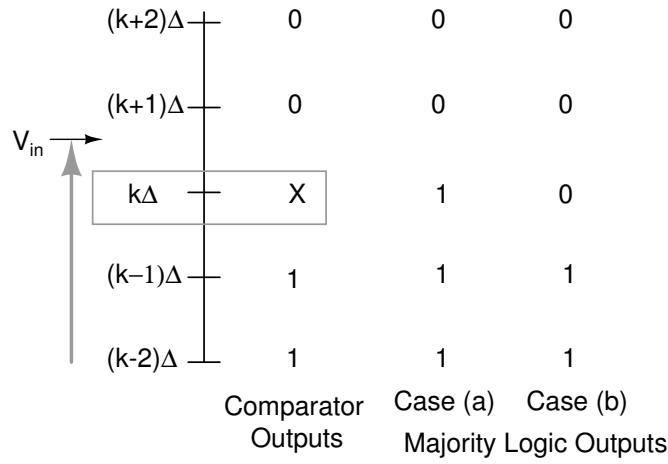 (k+2)Δ 0 0 0
(k+1)Δ 0 0 0
Vin
kΔ X 1 0
(k−1)Δ 1 1 1
(k-2)Δ 1 1 1
Comparator Outputs
Case (a) Case (b)
Majority Logic Outputs